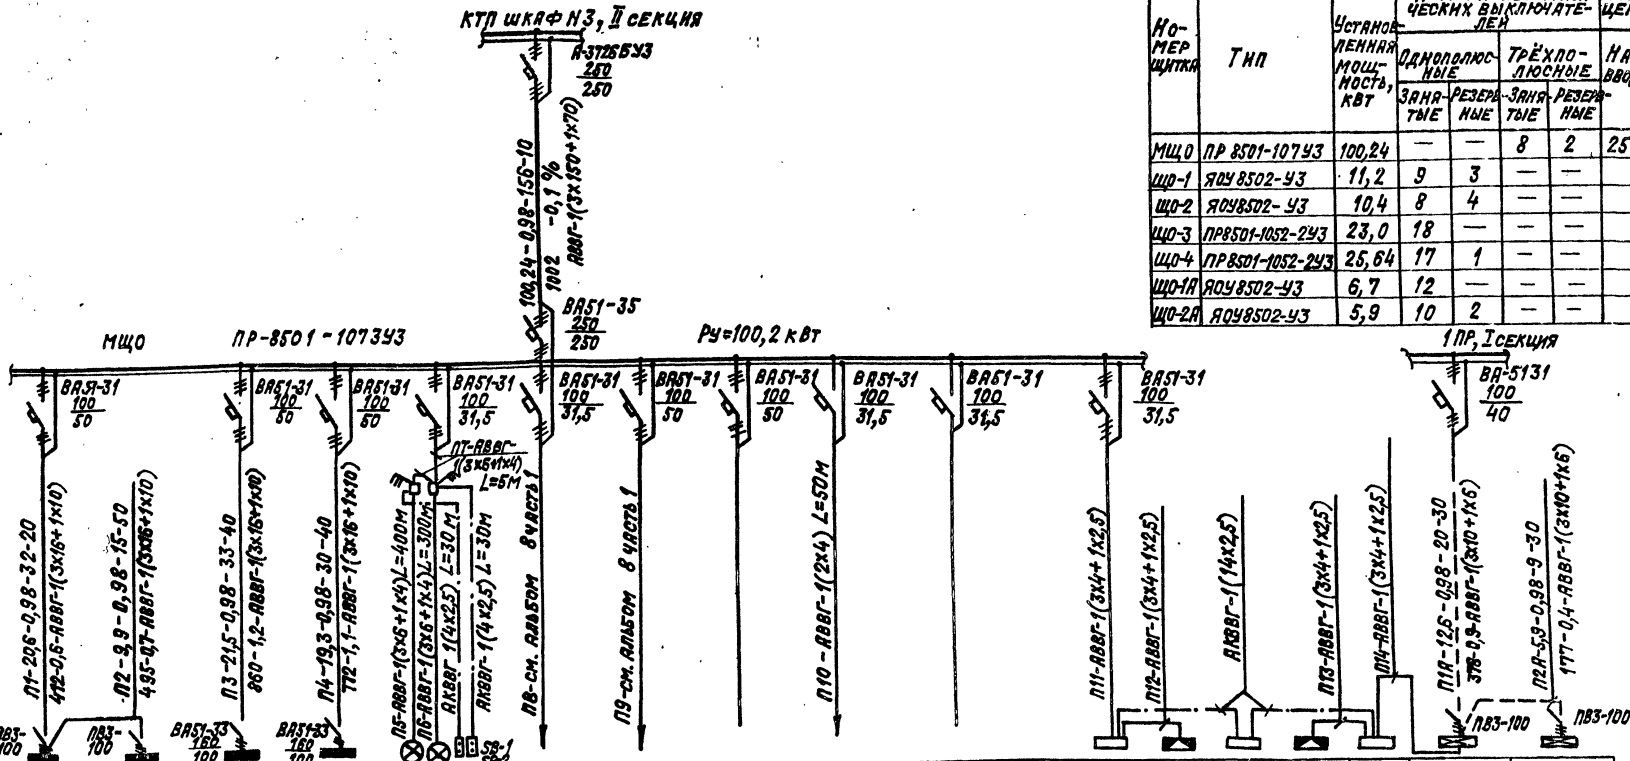 КТП ШКАФ N3, II СЕКЦИЯ
А-3726БУЗ
250
250
100,24-0,98-156-10
1002 -0,1%
АВВГ-1(3х150+1х70)
ВА51-35
250
250
МЩО
ПР-8501-1073УЗ
Ру=100,2 кВт
ВА51-31
100
50
ВА51-31
100
50
ВА51-31
100
50
ВА51-31
100
31,5
ВА51-31
100
31,5
ВА51-31
100
50
ВА51-31
100
50
ВА51-31
100
31,5
ВА51-31
100
31,5
ВА51-31
100
31,5
ПТ-АВВГ-
1(3х6+1х4)
L=5М
П1-20,6-0,98-32-20
412-0,6-АВВГ-1(3х16+1х10)
П2-9,9-0,98-15-50
495-0,7-АВВГ-1(3х16+1х10)
П3-21,5-0,98-33-40
860-1,2-АВВГ-1(3х16+1х10)
П4-19,3-0,98-30-40
772-1,1-АВВГ-1(3х16+1х10)
П5-АВВГ-1(3х6+1х4)L=400М
П6-АВВГ-1(3х6+1х4)L=300М
АКВВГ-1(4х2,5) L=30М
АКВВГ-1(4х2,5) L=30М
П8-СМ. АЛЬБОМ 8 ЧАСТЬ 1
П9-СМ. АЛЬБОМ 8 ЧАСТЬ 1
П10-АВВГ-1(2х4) L=50М
П11-АВВГ-1(3х4+1х2,5)
П12-АВВГ-1(3х4+1х2,5)
АКВВГ-1(14х2,5)
П13-АВВГ-1(3х4+1х2,5)
П14-АВВГ-1(3х4+1х2,5)
ПВ3-
100
ПВ3-
100
ВА51-33
160
100
ВА51-33
160
100
SB-1
НО-
МЕР
ЩИТКА
ТИП
УСТАНОВ-
ЛЕННАЯ
МОЩ-
НОСТЬ,
КВТ
ЧЕСКИХ ВЫКЛЮЧАТЕ-
ЛЕЙ
ОДНОПОЛЮС-
НЫЕ
ТРЁХПО-
ЛЮСНЫЕ
ЗАНЯ-
ТЫЕ
РЕЗЕРВ-
НЫЕ
ЗАНЯ-
ТЫЕ
РЕЗЕРВ-
НЫЕ
НА
ВВО
МЩО ПР 8501-107УЗ 100,24 — — 8 2 25
ЩО-1 ЯОУ8502-УЗ 11,2 9 3 — —
ЩО-2 ЯОУ8502-УЗ 10,4 8 4 — —
ЩО-3 ПР8501-1052-2УЗ 23,0 18 — — —
ЩО-4 ПР8501-1052-2УЗ 25,64 17 1 — —
ЩО-1А ЯОУ8502-УЗ 6,7 12 — — —
ЩО-2А ЯОУ8502-УЗ 5,9 10 2 — —
1 ПР, I СЕКЦИЯ
ВА-5131
100
40
П1А-12,6-0,98-20-30
378-0,9-АВВГ-1(3х10+1х6)
П2А-5,9-0,98-9-30
177-0,4-АВВГ-1(3х10+1х6)
ПВ3-100
ПВ3-100